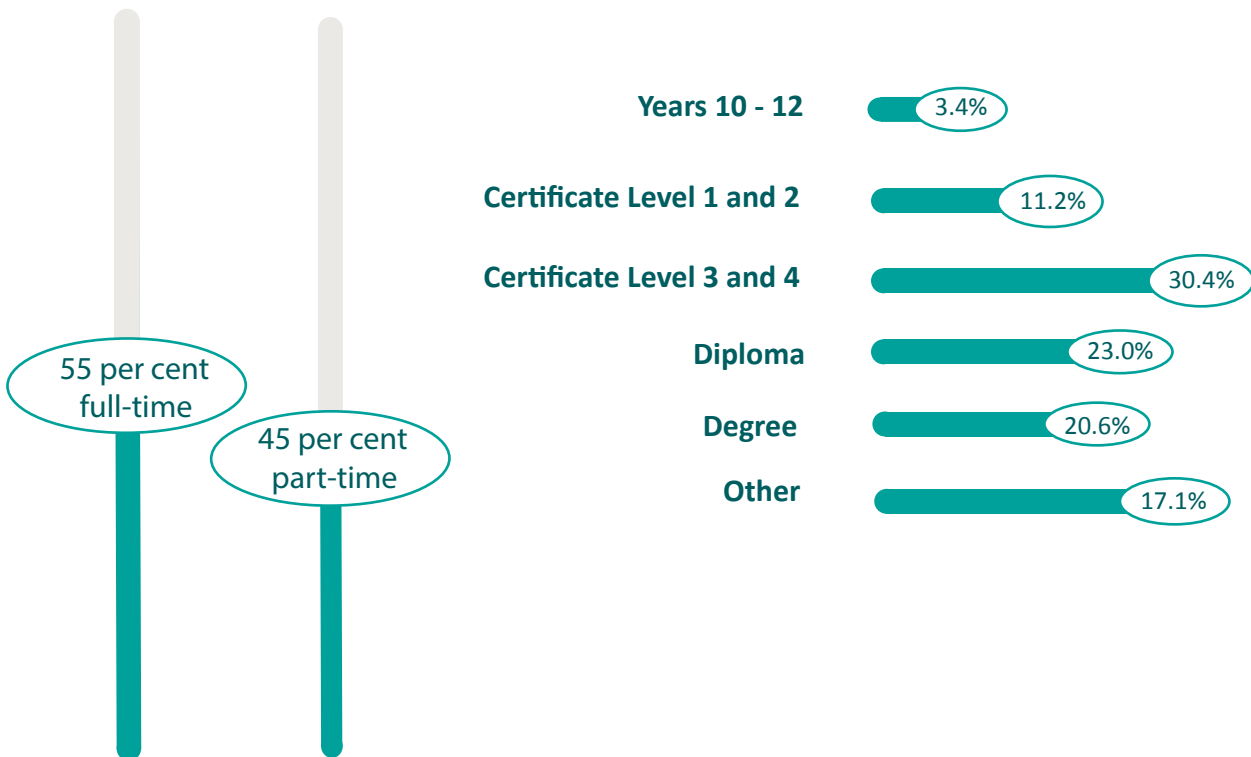 55 per cent
full-time
45 per cent
part-time
Years 10 - 12
3.4%
Certificate Level 1 and 2
11.2%
Certificate Level 3 and 4
30.4%
Diploma
23.0%
Degree
20.6%
Other
17.1%